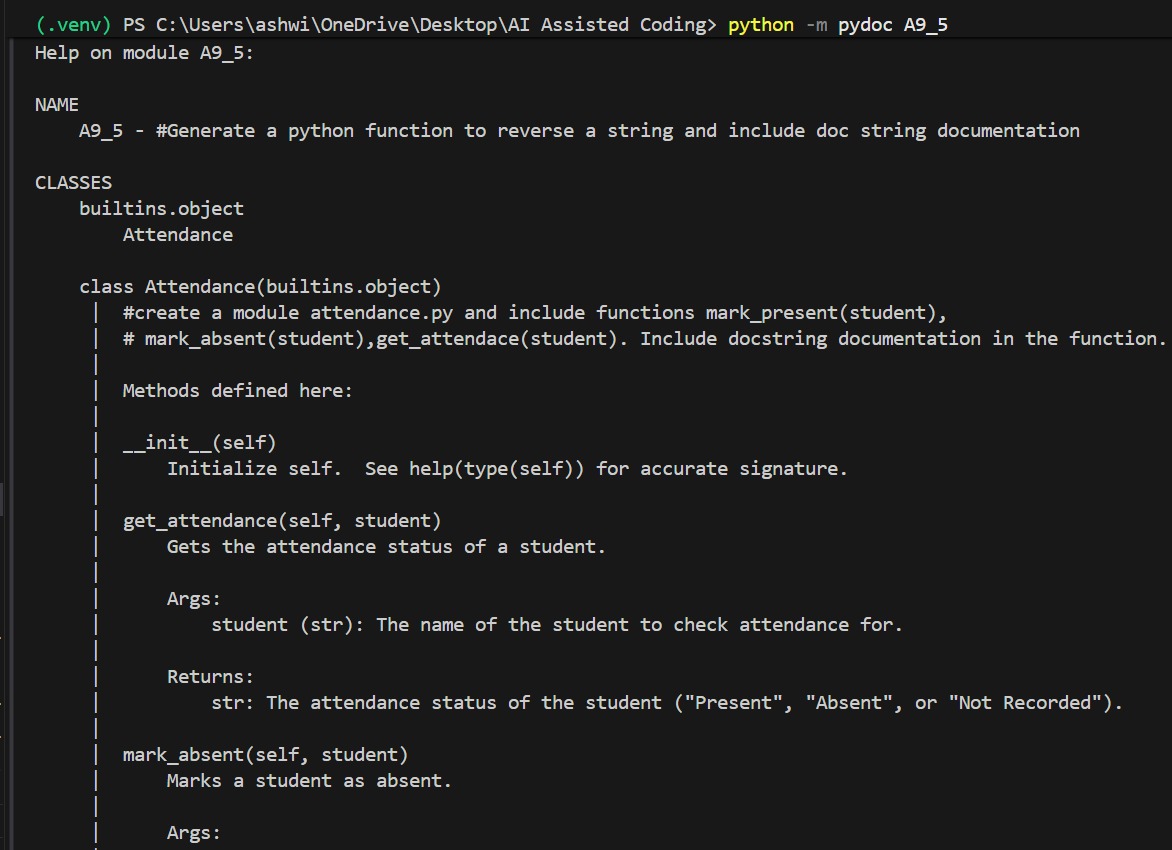 (.venv) PS C:\Users\ashwi\OneDrive\Desktop\AI Assisted Coding> python -m pydoc A9_5
Help on module A9_5:
NAME
A9_5 - #Generate a python function to reverse a string and include doc string documentation
CLASSES
builtins.object
Attendance
class Attendance(builtins.object)
| #create a module attendance.py and include functions mark_present(student),
| # mark_absent(student),get_attendace(student). Include docstring documentation in the function.
|
| Methods defined here:
|
| __init__(self)
| Initialize self.  See help(type(self)) for accurate signature.
|
| get_attendance(self, student)
| Gets the attendance status of a student.
|
| Args:
| student (str): The name of the student to check attendance for.
|
| Returns:
| str: The attendance status of the student ("Present", "Absent", or "Not Recorded").
|
| mark_absent(self, student)
| Marks a student as absent.
|
| Args: